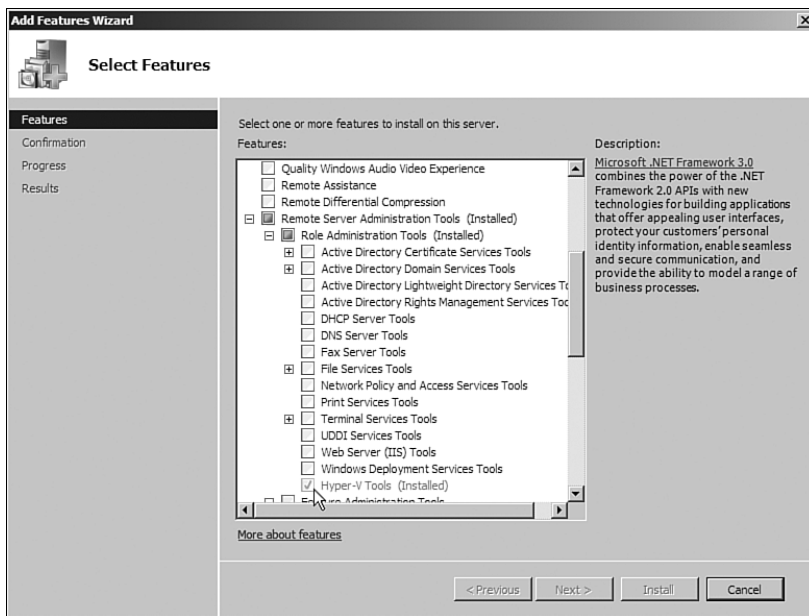 Add Features Wizard
Select Features
Features
Confirmation
Progress
Results
Select one or more features to install on this server.
Features:
Quality Windows Audio Video Experience
Remote Assistance
Remote Differential Compression
Remote Server Administration Tools (Installed)
Role Administration Tools (Installed)
Active Directory Certificate Services Tools
Active Directory Domain Services Tools
Active Directory Lightweight Directory Services To
Active Directory Rights Management Services Too
DHCP Server Tools
DNS Server Tools
Fax Server Tools
File Services Tools
Network Policy and Access Services Tools
Print Services Tools
Terminal Services Tools
UDDI Services Tools
Web Server (IIS) Tools
Windows Deployment Services Tools
Hyper-V Tools (Installed)
Administration Tools
More about features
Description:
Microsoft .NET Framework 3.0
combines the power of the .NET
Framework 2.0 APIs with new
technologies for building applications
that offer appealing user interfaces,
protect your customers' personal
identity information, enable seamless
and secure communication, and
provide the ability to model a range of
business processes.
< Previous
Next >
Install
Cancel